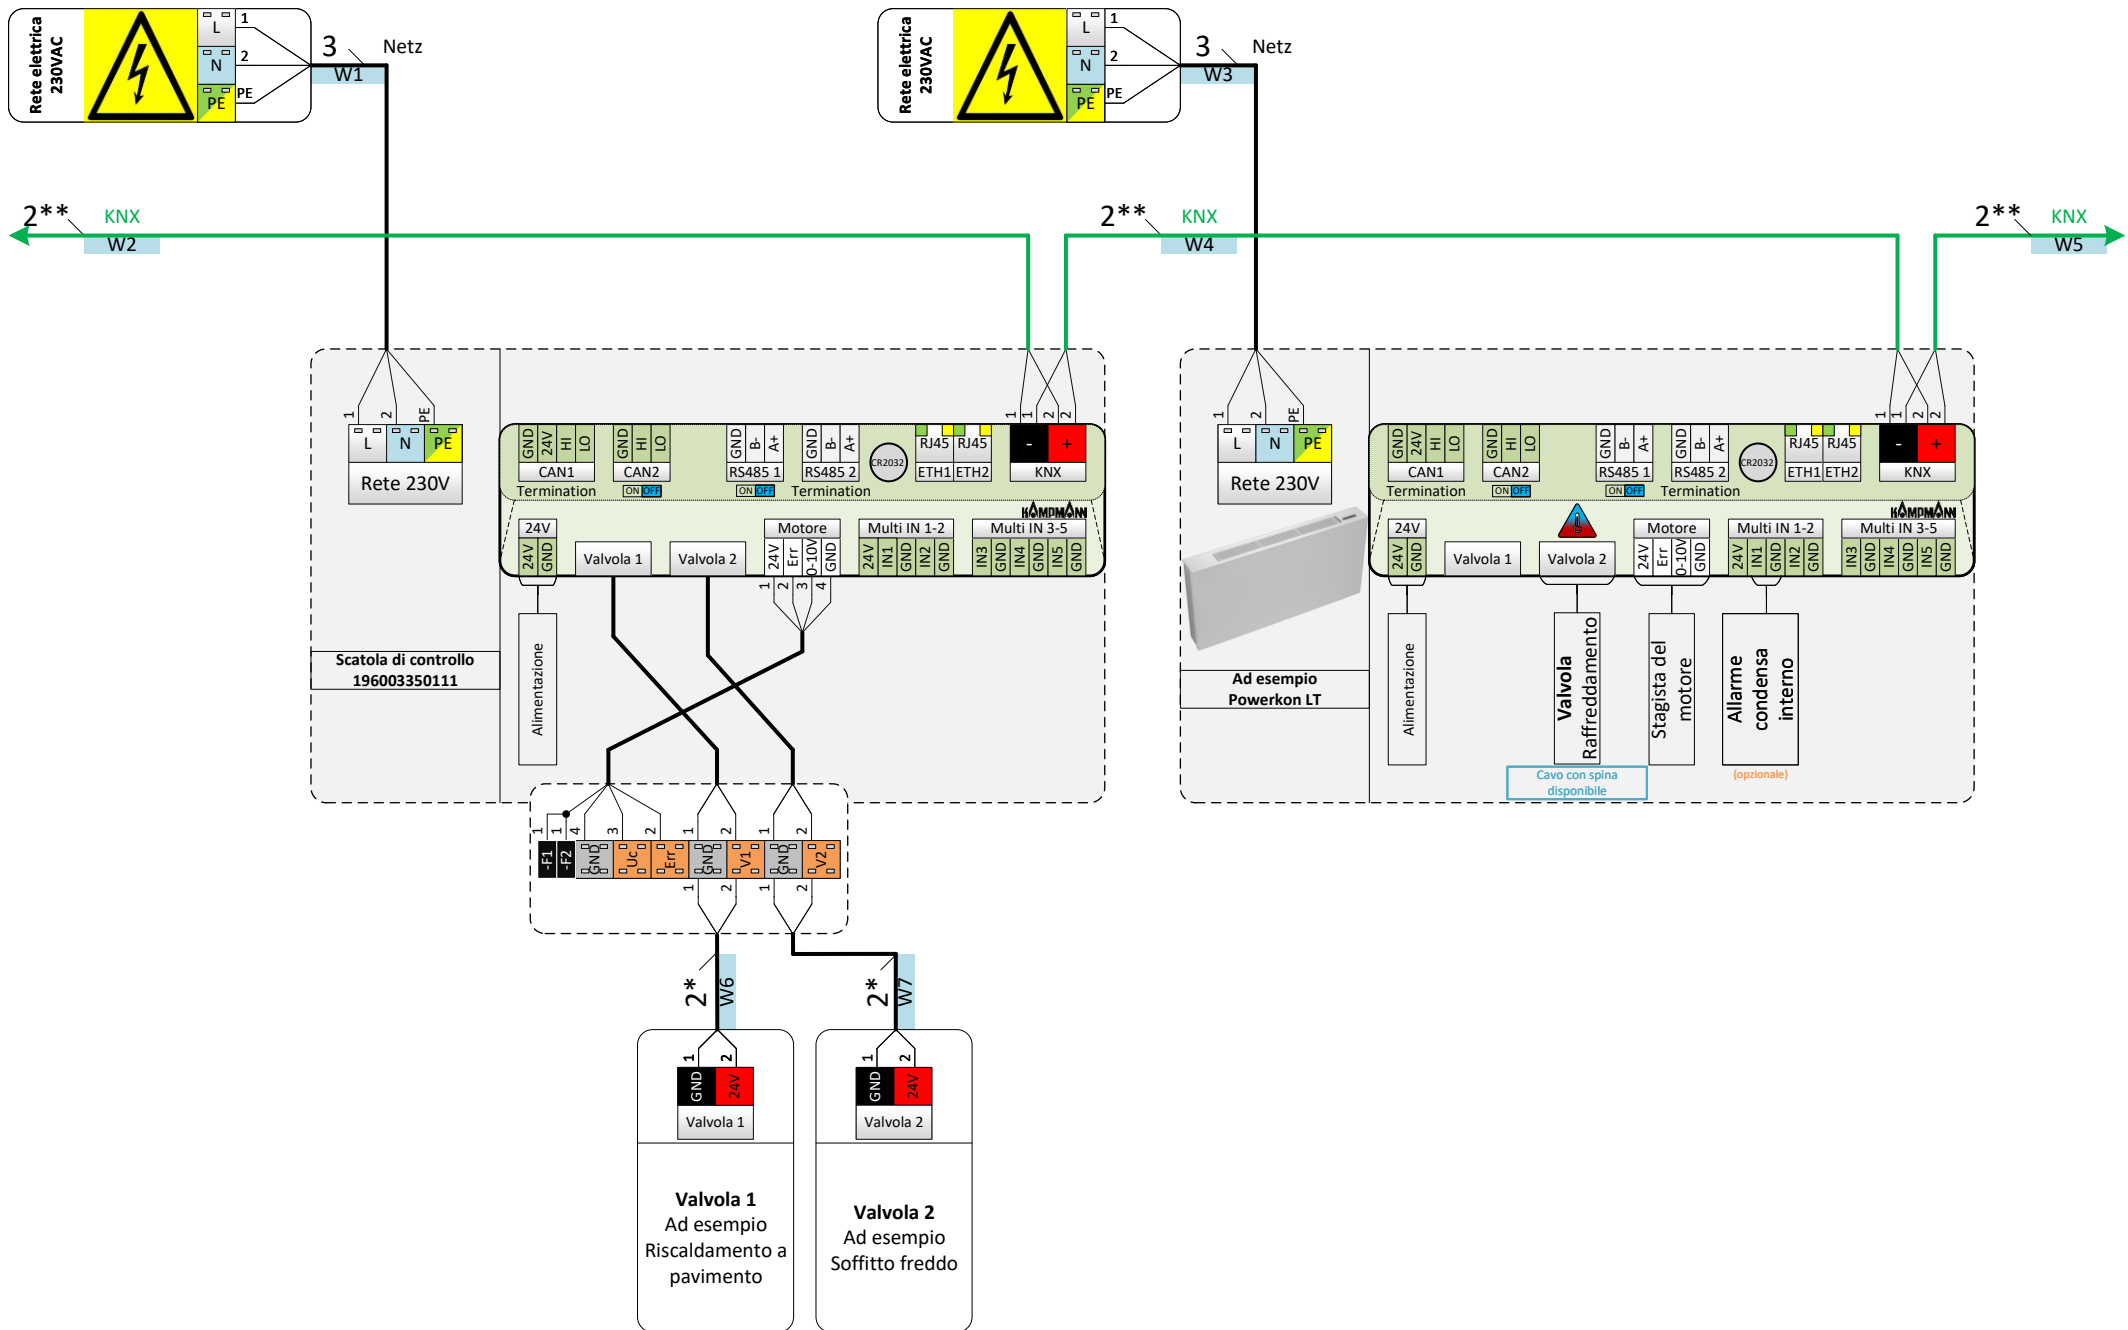 Rete elettrica
230VAC
L
N
PE
1
2
PE
3
Netz
W1
Rete elettrica
230VAC
L
N
PE
1
2
PE
3
Netz
W3
2**
KNX
W2
2**
KNX
W4
2**
KNX
W5
1
2
PE
L
N
PE
Rete 230V
Scatola di controllo
196003350111
GND
24V
HI
LO
CAN1
GND
HI
LO
CAN2
GND
B-
A+
RS485 1
GND
B-
A+
RS485 2
CR2032
RJ45
RJ45
ETH1
ETH2
1
1
2
2
-
+
KNX
Termination
ON
OFF
ON
OFF
Termination
KAMPMANN
24V
24V
GND
Valvola 1
Valvola 2
Motore
24V
Err
0-10V
GND
1
2
3
4
Multi IN 1-2
24V
IN1
GND
IN2
GND
Multi IN 3-5
IN3
GND
IN4
GND
IN5
GND
Alimentazione
1
2
PE
L
N
PE
Rete 230V
Ad esempio
Powerkon LT
GND
24V
HI
LO
CAN1
GND
HI
LO
CAN2
GND
B-
A+
RS485 1
GND
B-
A+
RS485 2
CR2032
RJ45
RJ45
ETH1
ETH2
1
1
2
2
-
+
KNX
Termination
ON
OFF
ON
OFF
Termination
KAMPMANN
24V
24V
GND
Valvola 1
Valvola 2
Motore
24V
Err
0-10V
GND
Multi IN 1-2
24V
IN1
GND
IN2
GND
Multi IN 3-5
IN3
GND
IN4
GND
IN5
GND
Alimentazione
Valvola
Raffreddamento
Stagista del
motore
Allarme
condensa
interno
Cavo con spina
disponibile
(opzionale)
1
1
4
3
2
1
2
1
2
-F1
-F2
GND
Uc
Err
GND
V1
GND
V2
1
2
1
2
2*
W6
2*
W7
1
2
GND
24V
Valvola 1
Valvola 1
Ad esempio
Riscaldamento a
pavimento
1
2
GND
24V
Valvola 2
Valvola 2
Ad esempio
Soffitto freddo